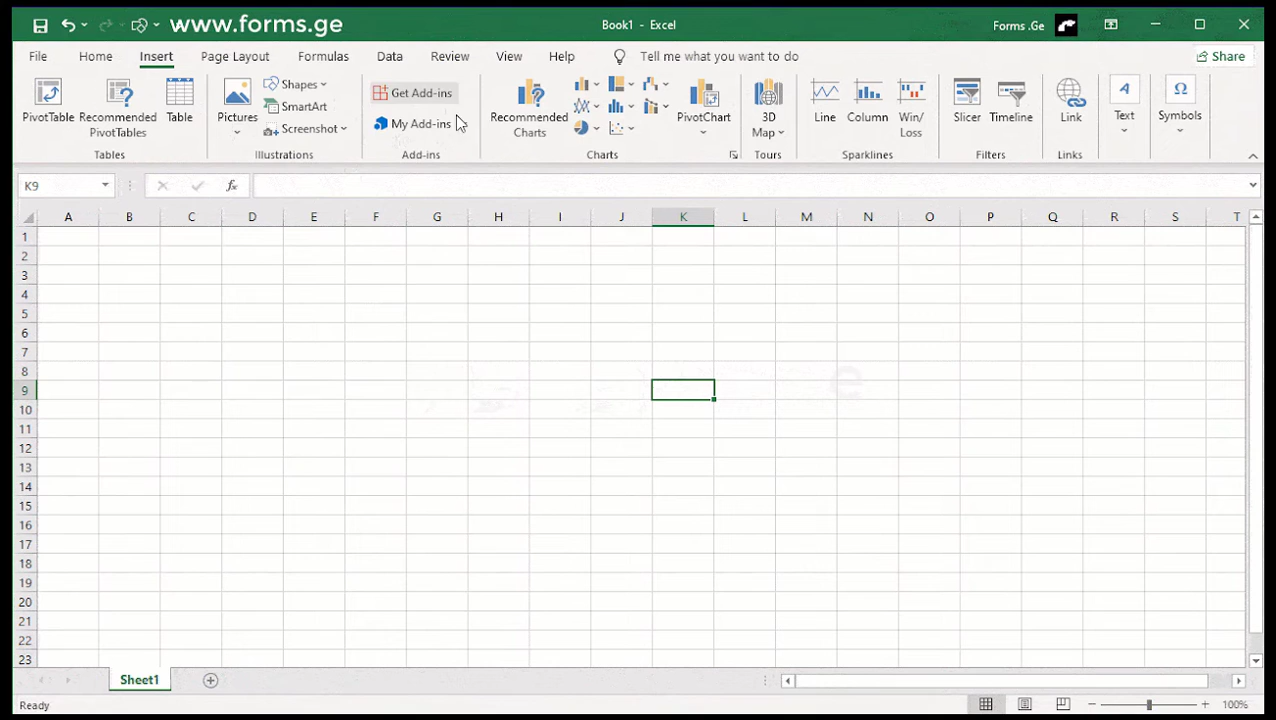 www.forms.ge
Book1 - Excel
Forms .Ge
File Home Insert Page Layout Formulas Data Review View Help Tell me what you want to do Share
PivotTable
Recommended
PivotTables
Table
Tables
Pictures
Shapes
SmartArt
Screenshot
Illustrations
Get Add-ins
My Add-ins
Add-ins
Recommended
Charts
PivotChart
Charts
3D
Map
Tours
Line
Column
Win/
Loss
Sparklines
Slicer
Timeline
Filters
Link
Links
A
Text
Ω
Symbols
K9
fx
A B C D E F G H I J K L M N O P Q R S T
1
2
3
4
5
6
7
8
9
10
11
12
13
14
15
16
17
18
19
20
21
22
23
Sheet1
Ready
100%